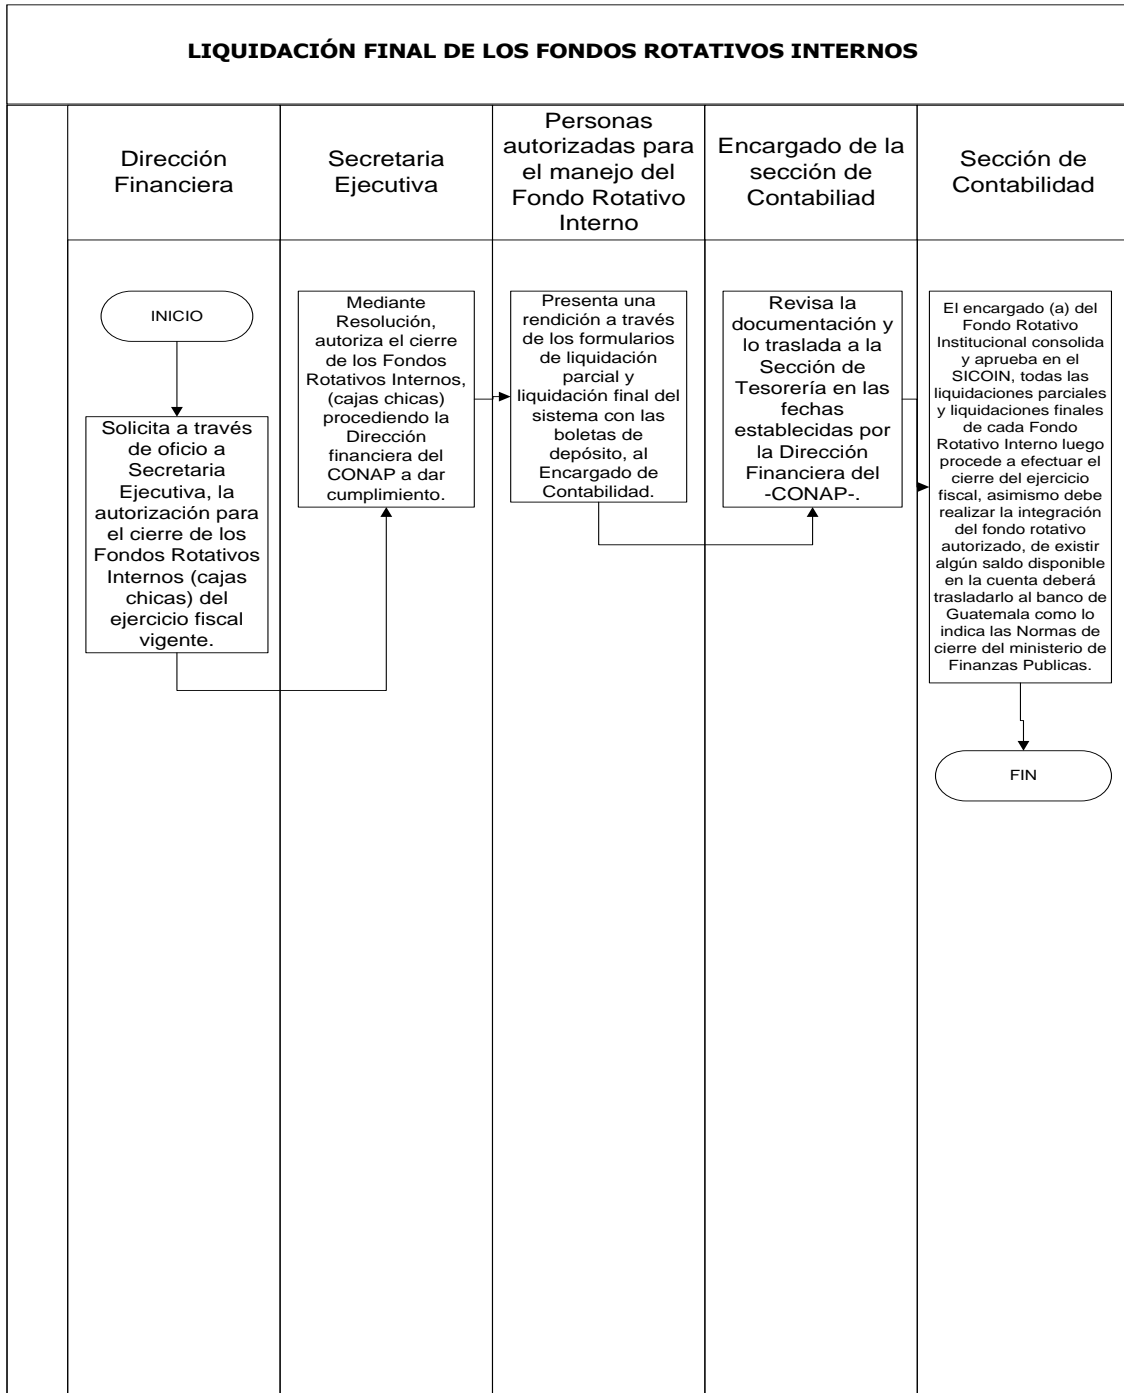 LIQUIDACIÓN FINAL DE LOS FONDOS ROTATIVOS INTERNOS
Dirección
Financiera
Secretaria
Ejecutiva
Personas
autorizadas para
el manejo del
Fondo Rotativo
Interno
Encargado de la
sección de
Contabiliad
Sección de
Contabilidad
INICIO
Solicita a través
de oficio a
Secretaria
Ejecutiva, la
autorización para
el cierre de los
Fondos Rotativos
Internos (cajas
chicas) del
ejercicio fiscal
vigente.
Mediante
Resolución,
autoriza el cierre
de los Fondos
Rotativos Internos,
(cajas chicas)
procediendo la
Dirección
financiera del
CONAP a dar
cumplimiento.
Presenta una
rendición a través
de los formularios
de liquidación
parcial y
liquidación final del
sistema con las
boletas de
depósito, al
Encargado de
Contabilidad.
Revisa la
documentación y
lo traslada a la
Sección de
Tesorería en las
fechas
establecidas por
la Dirección
Financiera del
-CONAP-.
El encargado (a) del
Fondo Rotativo
Institucional consolida
y aprueba en el
SICOIN, todas las
liquidaciones parciales
y liquidaciones finales
de cada Fondo
Rotativo Interno luego
procede a efectuar el
cierre del ejercicio
fiscal, asimismo debe
realizar la integración
del fondo rotativo
autorizado, de existir
algún saldo disponible
en la cuenta deberá
trasladarlo al banco de
Guatemala como lo
indica las Normas de
cierre del ministerio de
Finanzas Publicas.
FIN